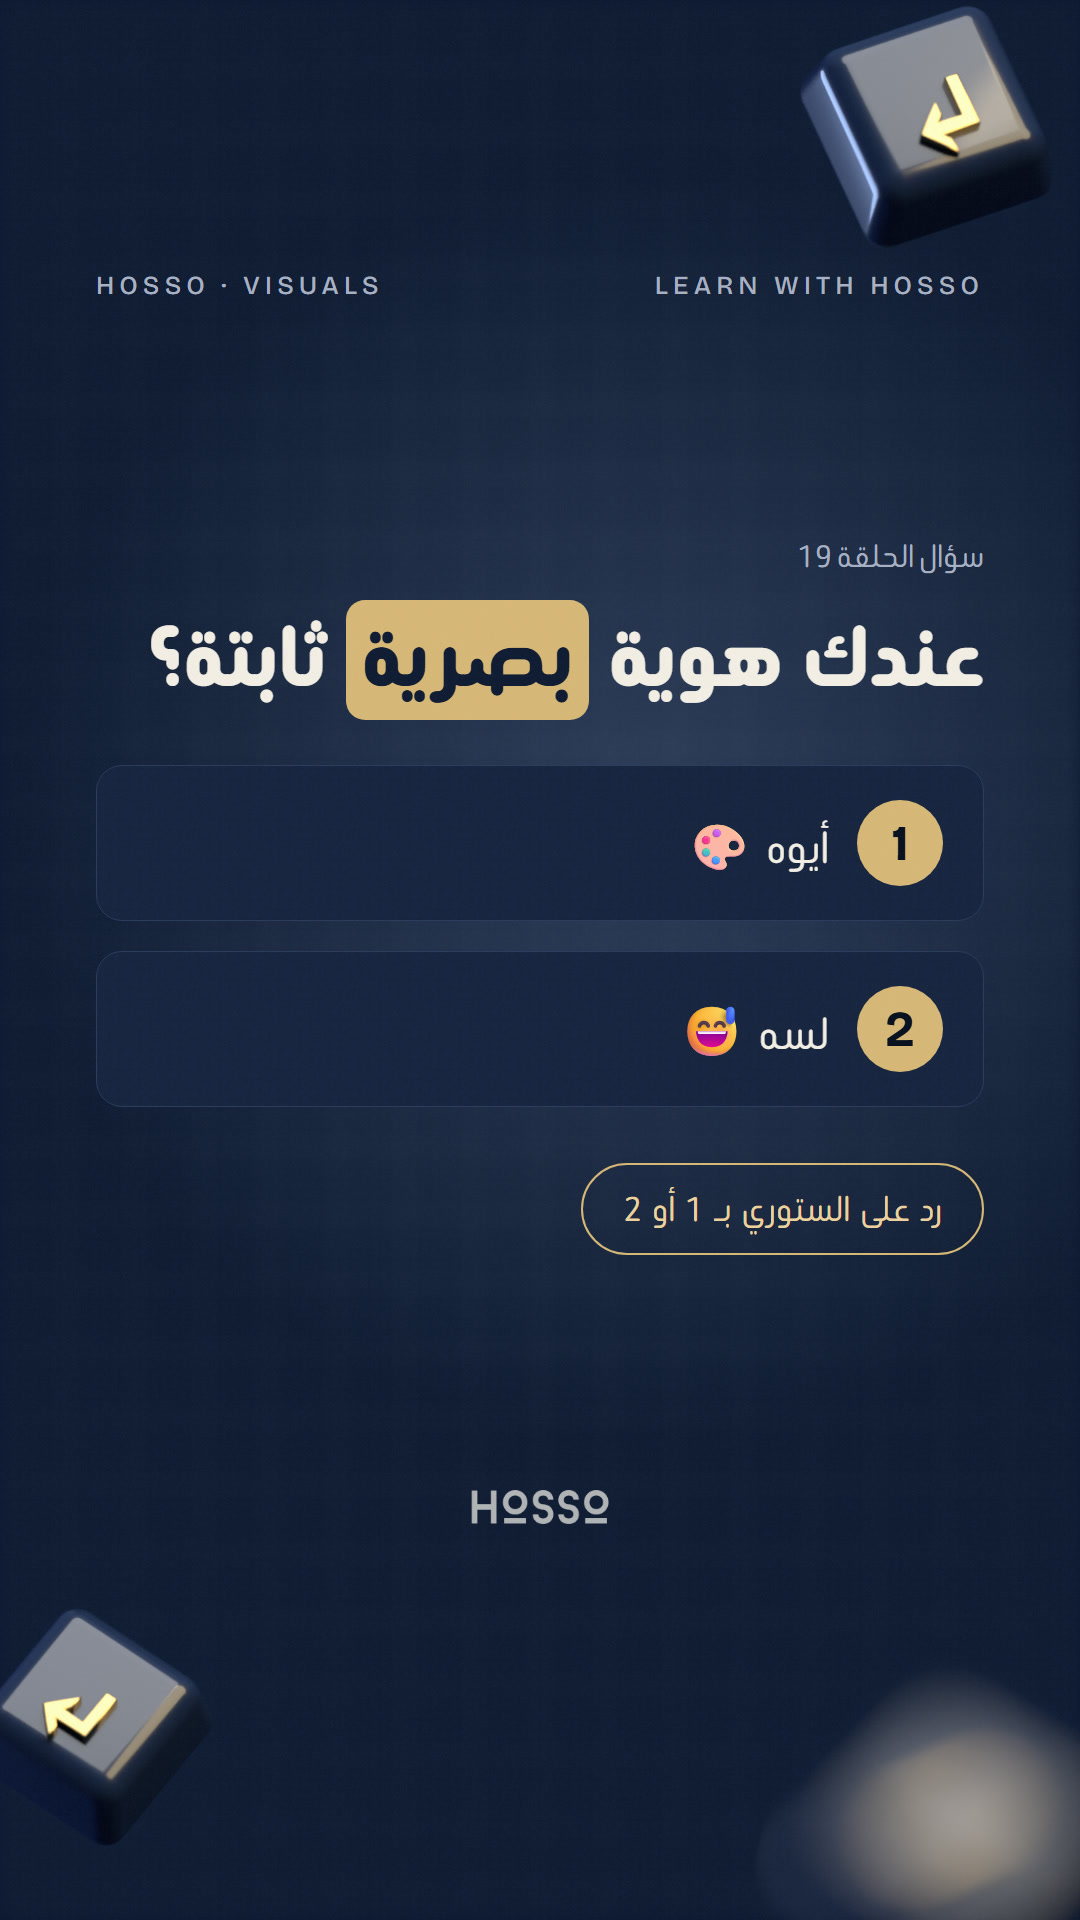 HOSSO · VISUALS
LEARN WITH HOSSO
سؤال الحلقة 19
عندك هوية بصرية ثابتة؟
1 أيوه 🎨
2 لسه 😅
رد على الستوري بـ 1 أو 2
HOSSO